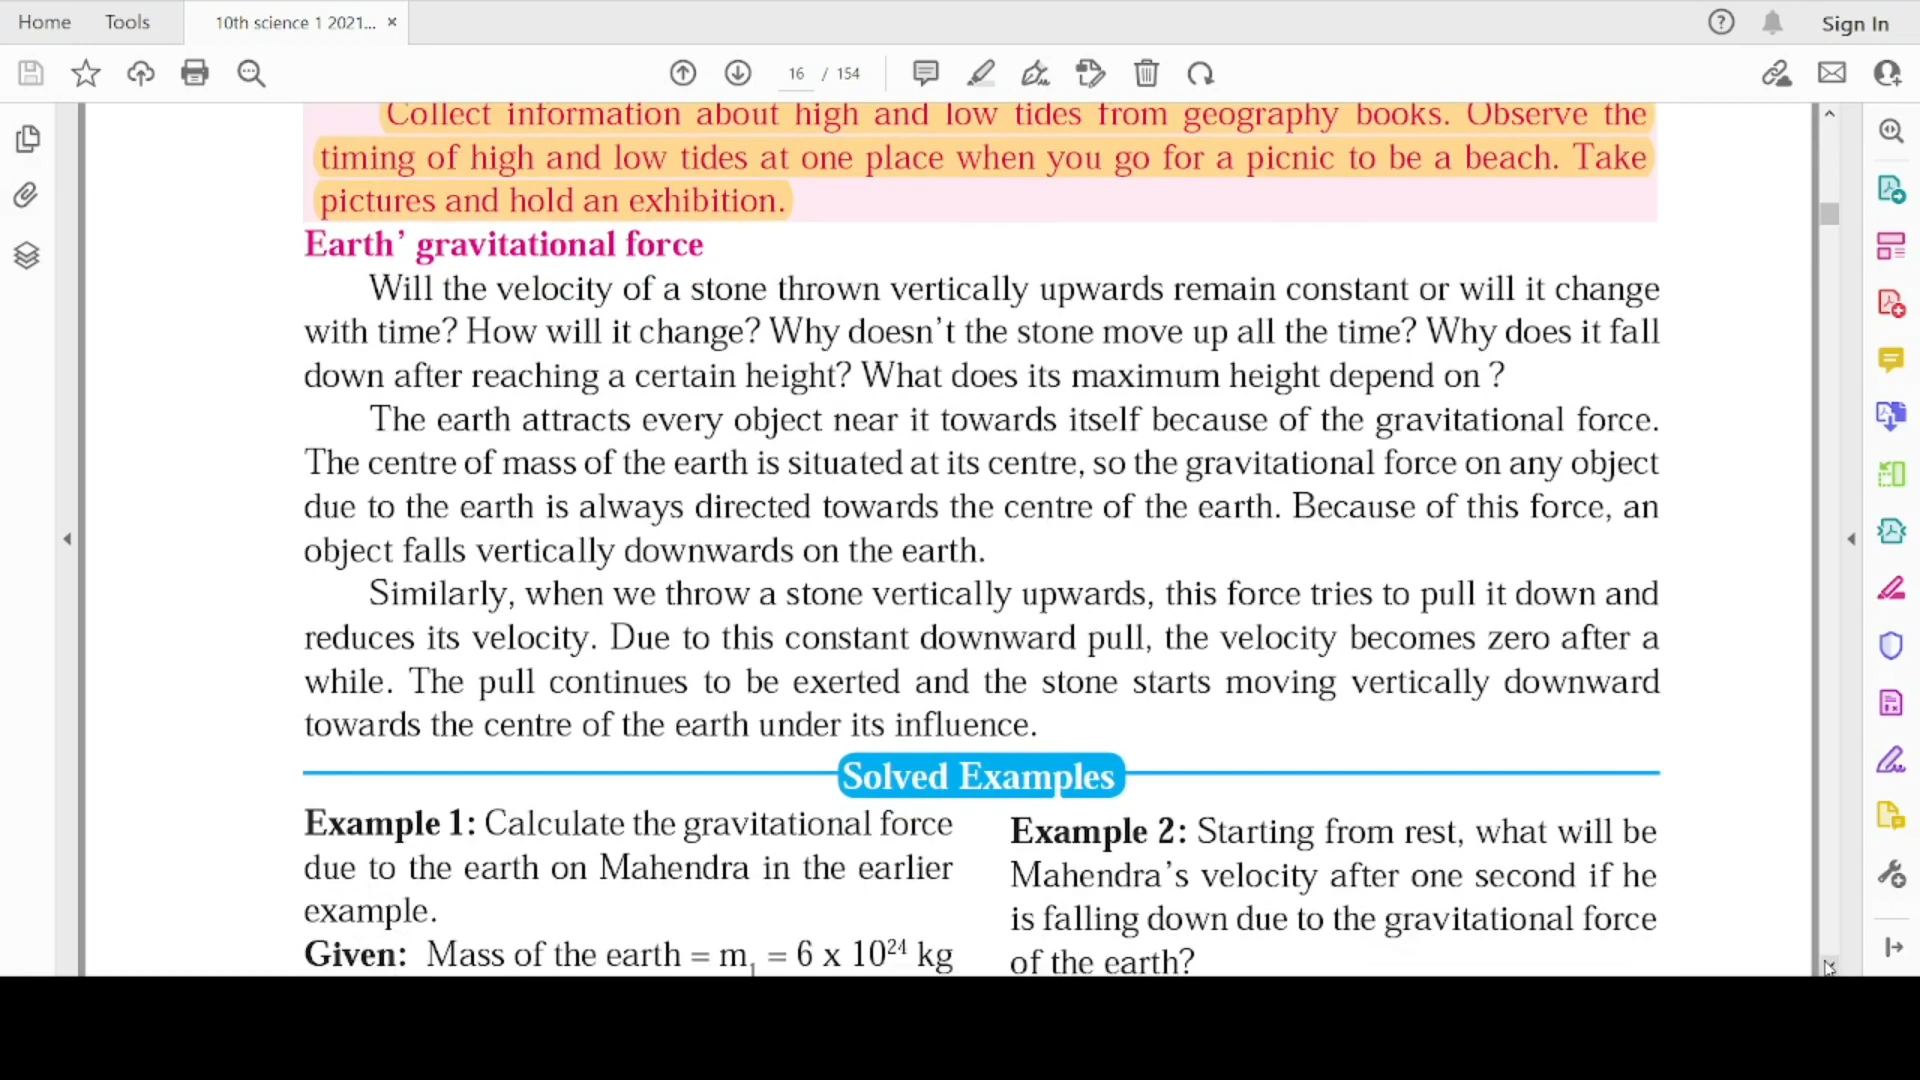 Home Tools 10th science 1 2021... × Sign In
16 / 154
Collect information about high and low tides from geography books. Observe the
timing of high and low tides at one place when you go for a picnic to be a beach. Take
pictures and hold an exhibition.
Earth’ gravitational force
Will the velocity of a stone thrown vertically upwards remain constant or will it change
with time? How will it change? Why doesn’t the stone move up all the time? Why does it fall
down after reaching a certain height? What does its maximum height depend on ?
The earth attracts every object near it towards itself because of the gravitational force.
The centre of mass of the earth is situated at its centre, so the gravitational force on any object
due to the earth is always directed towards the centre of the earth. Because of this force, an
object falls vertically downwards on the earth.
Similarly, when we throw a stone vertically upwards, this force tries to pull it down and
reduces its velocity. Due to this constant downward pull, the velocity becomes zero after a
while. The pull continues to be exerted and the stone starts moving vertically downward
towards the centre of the earth under its influence.
Solved Examples
Example 1: Calculate the gravitational force
due to the earth on Mahendra in the earlier
example.
Given: Mass of the earth = m₁ = 6 x 10²⁴ kg
Example 2: Starting from rest, what will be
Mahendra’s velocity after one second if he
is falling down due to the gravitational force
of the earth?